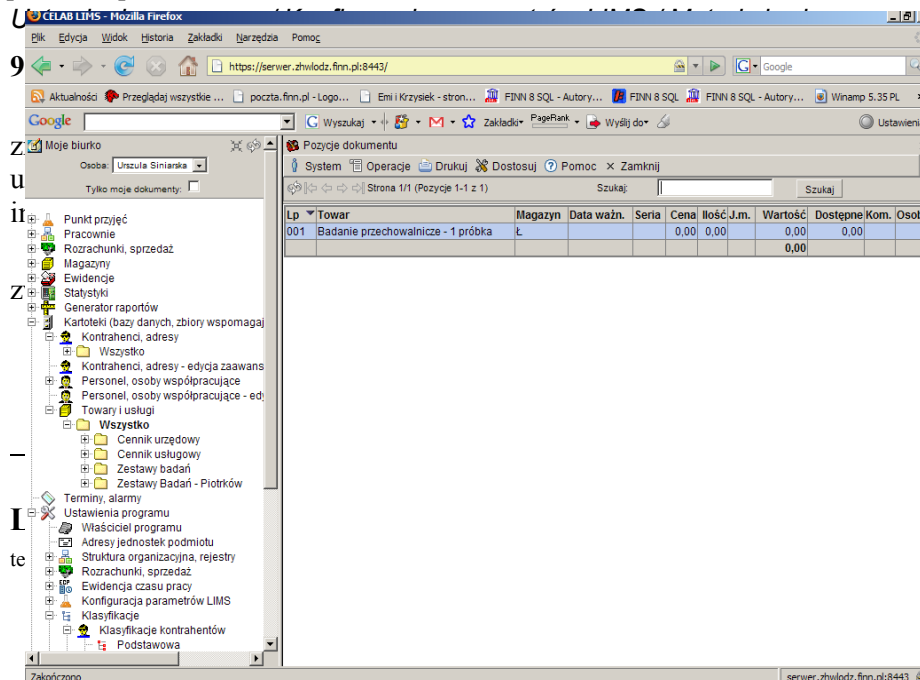 CELAB LIMS - Mozilla Firefox
Plik Edycja Widok Historia Zakładki Narzędzia Pomoc
9
https://serwer.zhwlodz.finn.pl:8443/ Google
Aktualności Przeglądaj wszystkie ... poczta.finn.pl - Logo... Emi i Krzysiek - stron... FINN 8 SQL - Autory... FINN 8 SQL FINN 8 SQL - Autory... Winamp 5.35 PL
Google Wyszukaj Zakładki PageRank Wyślij do Ustawieni
Moje biurko
Osoba: Urszula Siniarska
Tylko moje dokumenty:
Punkt przyjęć
Pracownie
Rozrachunki, sprzedaż
Magazyny
Ewidencje
Statystyki
Generator raportów
Kartoteki (bazy danych, zbiory wspomagaj
Kontrahenci, adresy
Wszystko
Kontrahenci, adresy - edycja zaawans
Personel, osoby współpracujące
Personel, osoby współpracujące - edy
Towary i usługi
Wszystko
Cennik urzędowy
Cennik usługowy
Zestawy badań
Zestawy Badań - Piotrków
Terminy, alarmy
Ustawienia programu
Właściciel programu
Adresy jednostek podmiotu
Struktura organizacyjna, rejestry
Rozrachunki, sprzedaż
Ewidencja czasu pracy
Konfiguracja parametrów LIMS
Klasyfikacje
Klasyfikacje kontrahentów
Podstawowa
Pozycje dokumentu
System Operacje Drukuj Dostosuj Pomoc Zamknij
Strona 1/1 (Pozycje 1-1 z 1) Szukaj: Szukaj
Lp Towar Magazyn Data ważn. Seria Cena Ilość J.m. Wartość Dostępne Kom. Osob
001 Badanie przechowalnicze - 1 próbka Ł 0,00 0,00 0,00 0,00
0,00
Zakończono serwer.zhwlodz.finn.pl:8443